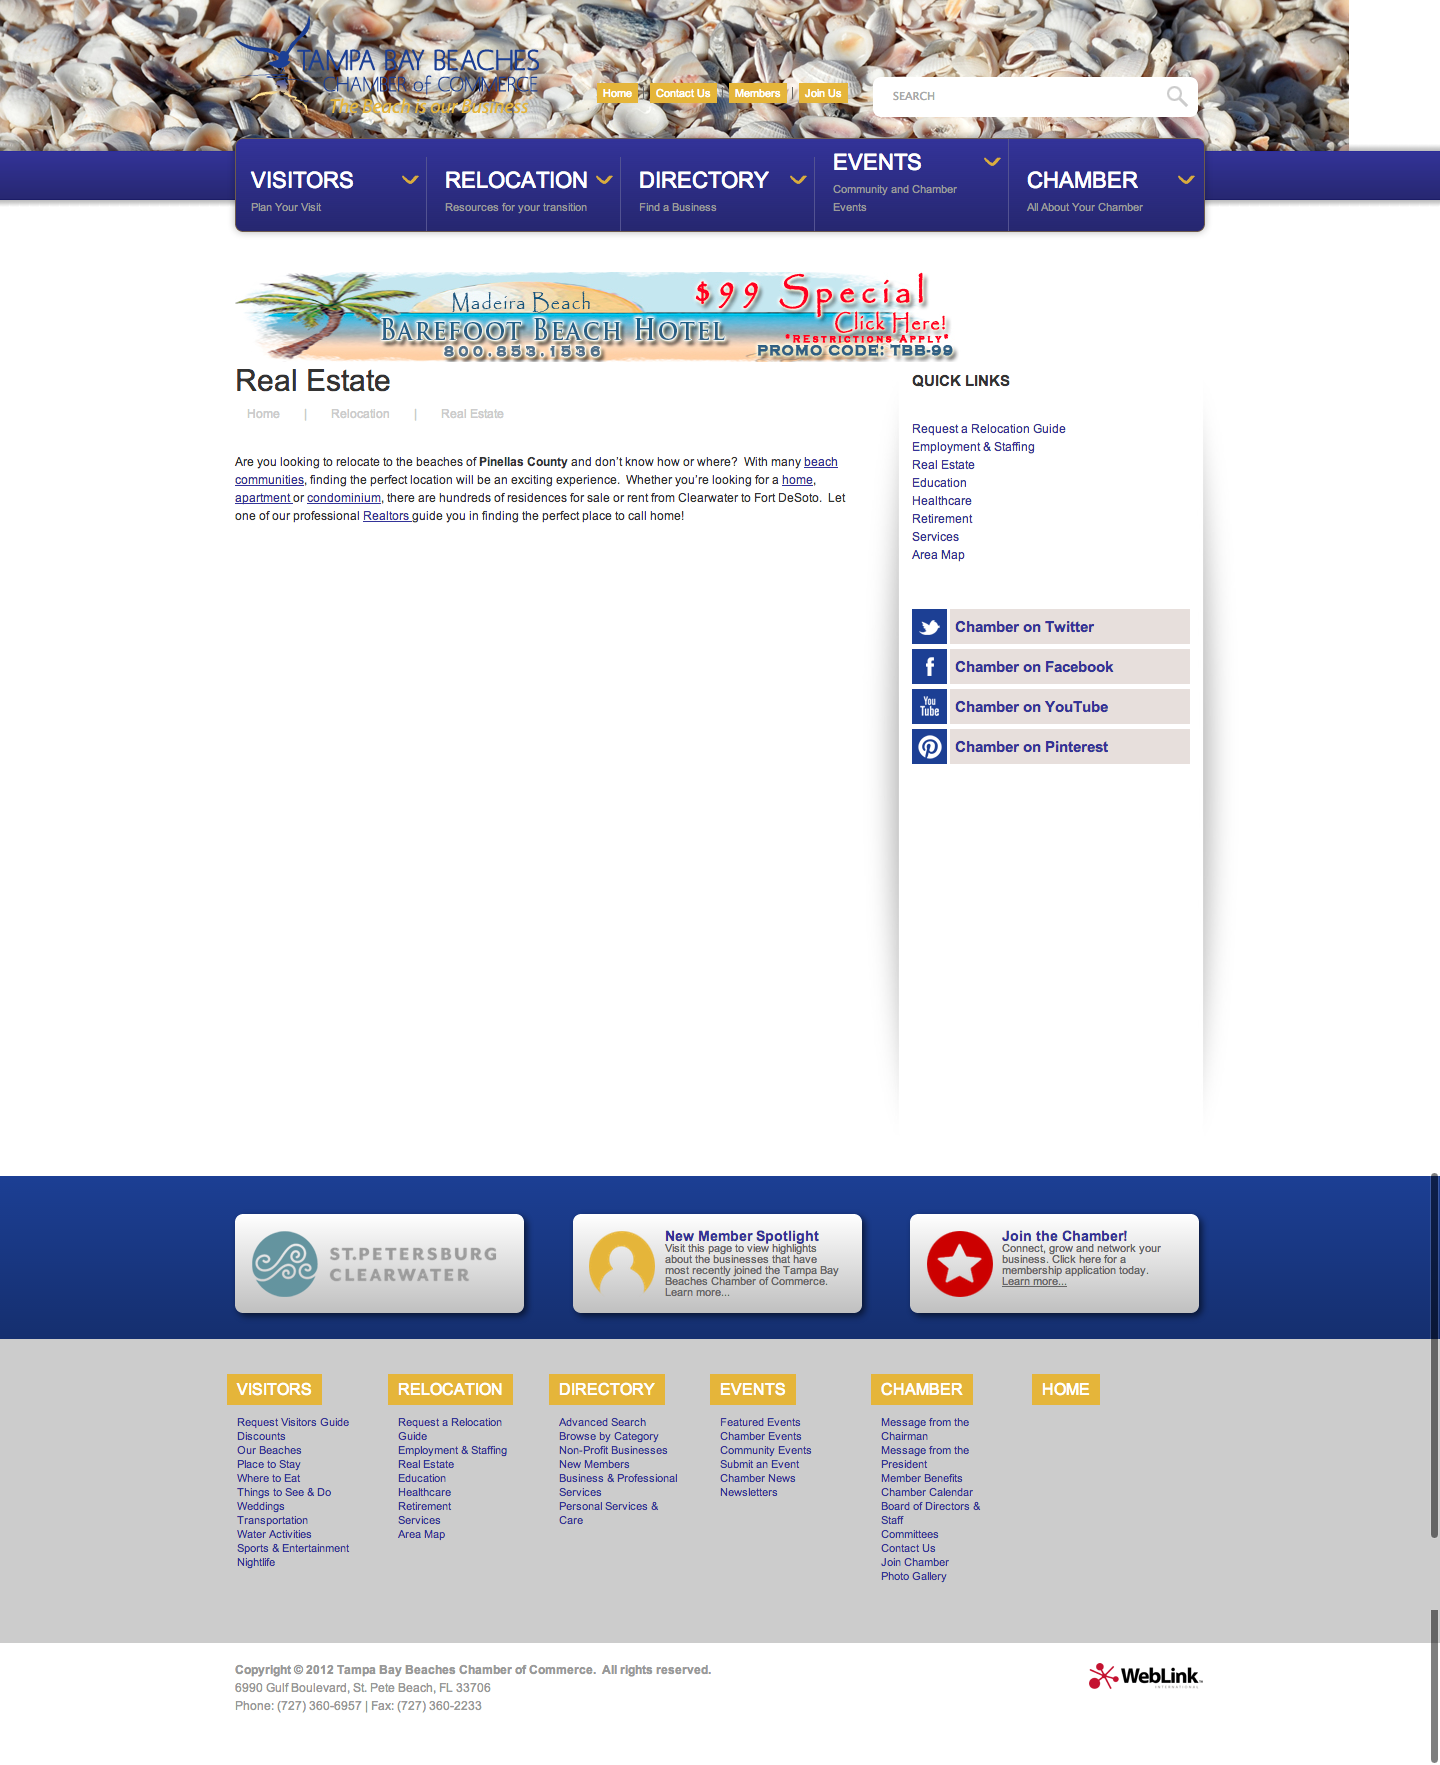 TAMPA BAY BEACHES
CHAMBER of COMMERCE
The Beach is our Business
Home | Contact Us Members | Join Us
SEARCH
VISITORS
Plan Your Visit
RELOCATION
Resources for your transition
DIRECTORY
Find a Business
EVENTS
Community and Chamber
Events
CHAMBER
All About Your Chamber
Madeira Beach
BAREFOOT BEACH HOTEL
800.853.1536
$99 Special
Click Here!
*RESTRICTIONS APPLY*
PROMO CODE: TBB-99
Real Estate
Home | Relocation | Real Estate
Are you looking to relocate to the beaches of Pinellas County and don't know how or where?  With many beach
communities, finding the perfect location will be an exciting experience.  Whether you're looking for a home,
apartment or condominium, there are hundreds of residences for sale or rent from Clearwater to Fort DeSoto.  Let
one of our professional Realtors guide you in finding the perfect place to call home!
QUICK LINKS
Request a Relocation Guide
Employment & Staffing
Real Estate
Education
Healthcare
Retirement
Services
Area Map
Chamber on Twitter
Chamber on Facebook
You
Tube
Chamber on YouTube
Chamber on Pinterest
ST.PETERSBURG
CLEARWATER
New Member Spotlight
Visit this page to view highlights
about the businesses that have
most recently joined the Tampa Bay
Beaches Chamber of Commerce.
Learn more...
Join the Chamber!
Connect, grow and network your
business. Click here for a
membership application today.
Learn more...
VISITORS
Request Visitors Guide
Discounts
Our Beaches
Place to Stay
Where to Eat
Things to See & Do
Weddings
Transportation
Water Activities
Sports & Entertainment
Nightlife
RELOCATION
Request a Relocation
Guide
Employment & Staffing
Real Estate
Education
Healthcare
Retirement
Services
Area Map
DIRECTORY
Advanced Search
Browse by Category
Non-Profit Businesses
New Members
Business & Professional
Services
Personal Services &
Care
EVENTS
Featured Events
Chamber Events
Community Events
Submit an Event
Chamber News
Newsletters
CHAMBER
Message from the
Chairman
Message from the
President
Member Benefits
Chamber Calendar
Board of Directors &
Staff
Committees
Contact Us
Join Chamber
Photo Gallery
HOME
Copyright © 2012 Tampa Bay Beaches Chamber of Commerce.  All rights reserved.
6990 Gulf Boulevard, St. Pete Beach, FL 33706
Phone: (727) 360-6957 | Fax: (727) 360-2233
WebLink
INTERNATIONAL